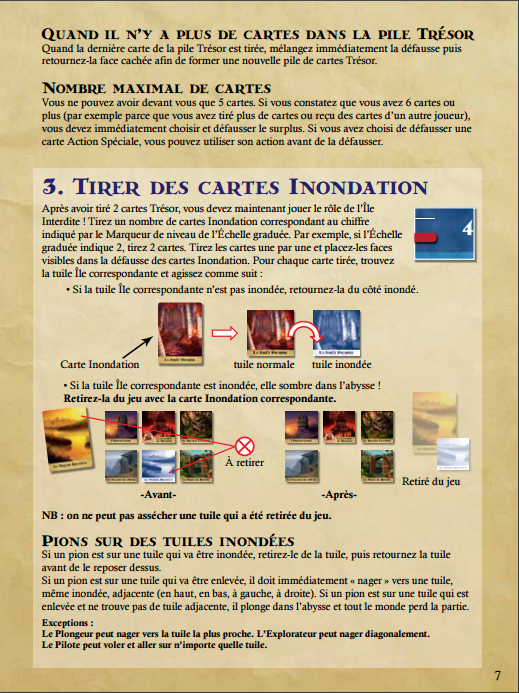 Quand il n'y a plus de cartes dans la pile Trésor
Quand la dernière carte de la pile Trésor est tirée, mélangez immédiatement la défausse puis
retournez-la face cachée afin de former une nouvelle pile de cartes Trésor.
Nombre maximal de cartes
Vous ne pouvez avoir devant vous que 5 cartes. Si vous constatez que vous avez 6 cartes ou
plus (par exemple parce que vous avez tiré plus de cartes ou reçu des cartes d'un autre joueur),
vous devez immédiatement choisir et défausser le surplus. Si vous avez choisi de défausser une
carte Action Spéciale, vous pouvez utiliser son action avant de la défausser.
3. Tirer des cartes Inondation
Après avoir tiré 2 cartes Trésor, vous devez maintenant jouer le rôle de l'Île
Interdite ! Tirez un nombre de cartes Inondation correspondant au chiffre
indiqué par le Marqueur de niveau de l'Échelle graduée. Par exemple, si l'Échelle
graduée indique 2, tirez 2 cartes. Tirez les cartes une par une et placez-les faces
visibles dans la défausse des cartes Inondation. Pour chaque carte tirée, trouvez
la tuile Île correspondante et agissez comme suit :
4
• Si la tuile Île correspondante n'est pas inondée, retournez-la du côté inondé.
Carte Inondation
tuile normale
tuile inondée
• Si la tuile Île correspondante est inondée, elle sombre dans l'abysse !
Retirez-la du jeu avec la carte Inondation correspondante.
À retirer
Retiré du jeu
-Avant-
-Après-
NB : on ne peut pas assécher une tuile qui a été retirée du jeu.
Pions sur des tuiles inondées
Si un pion est sur une tuile qui va être inondée, retirez-le de la tuile, puis retournez la tuile
avant de le reposer dessus.
Si un pion est sur une tuile qui va être enlevée, il doit immédiatement « nager » vers une tuile,
même inondée, adjacente (en haut, en bas, à gauche, à droite). Si un pion est sur une tuile qui est
enlevée et ne trouve pas de tuile adjacente, il plonge dans l'abysse et tout le monde perd la partie.
Exceptions :
Le Plongeur peut nager vers la tuile la plus proche. L'Explorateur peut nager diagonalement.
Le Pilote peut voler et aller sur n'importe quelle tuile.
7